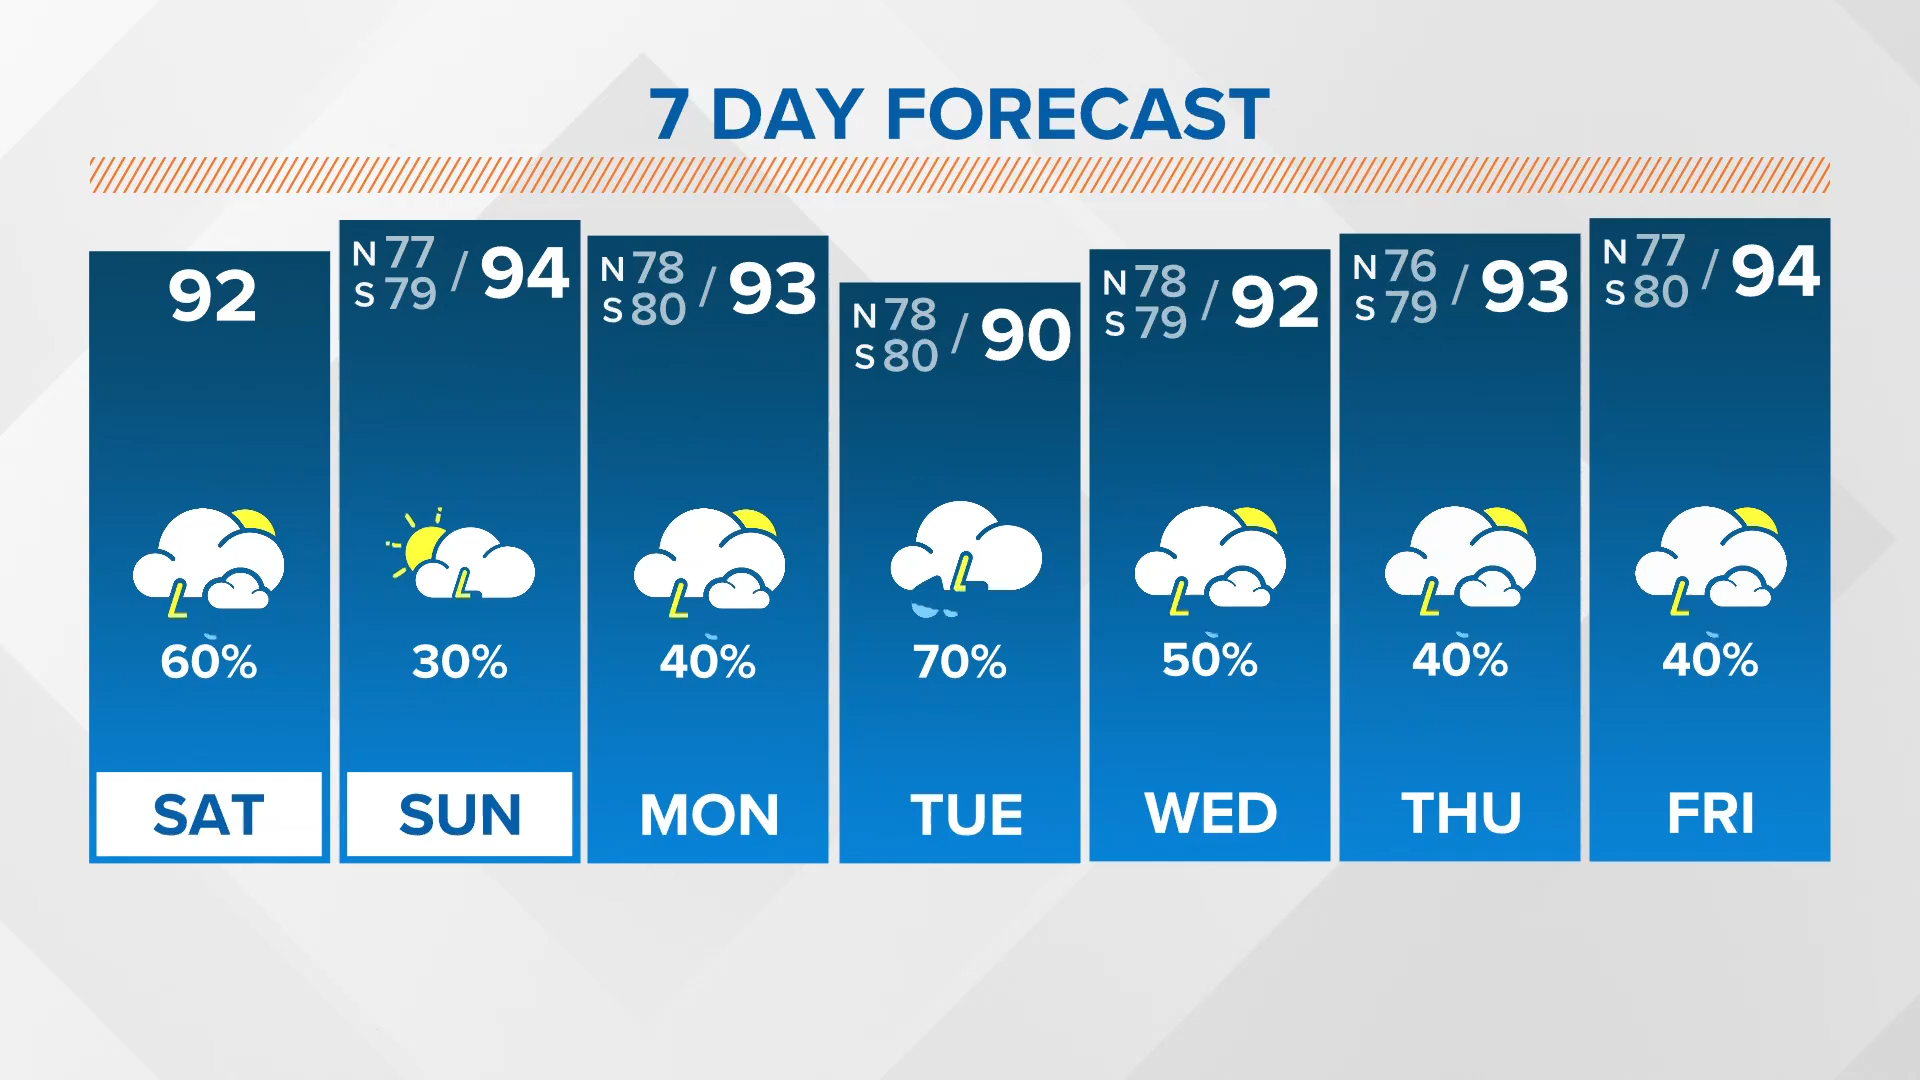 7 DAY FORECAST
92
60%
SAT
N 77
S 79 / 94
30%
SUN
N 78
S 80 / 93
40%
MON
N 78
S 80 / 90
70%
TUE
N 78
S 79 / 92
50%
WED
N 76
S 79 / 93
40%
THU
N 77
S 80 / 94
40%
FRI